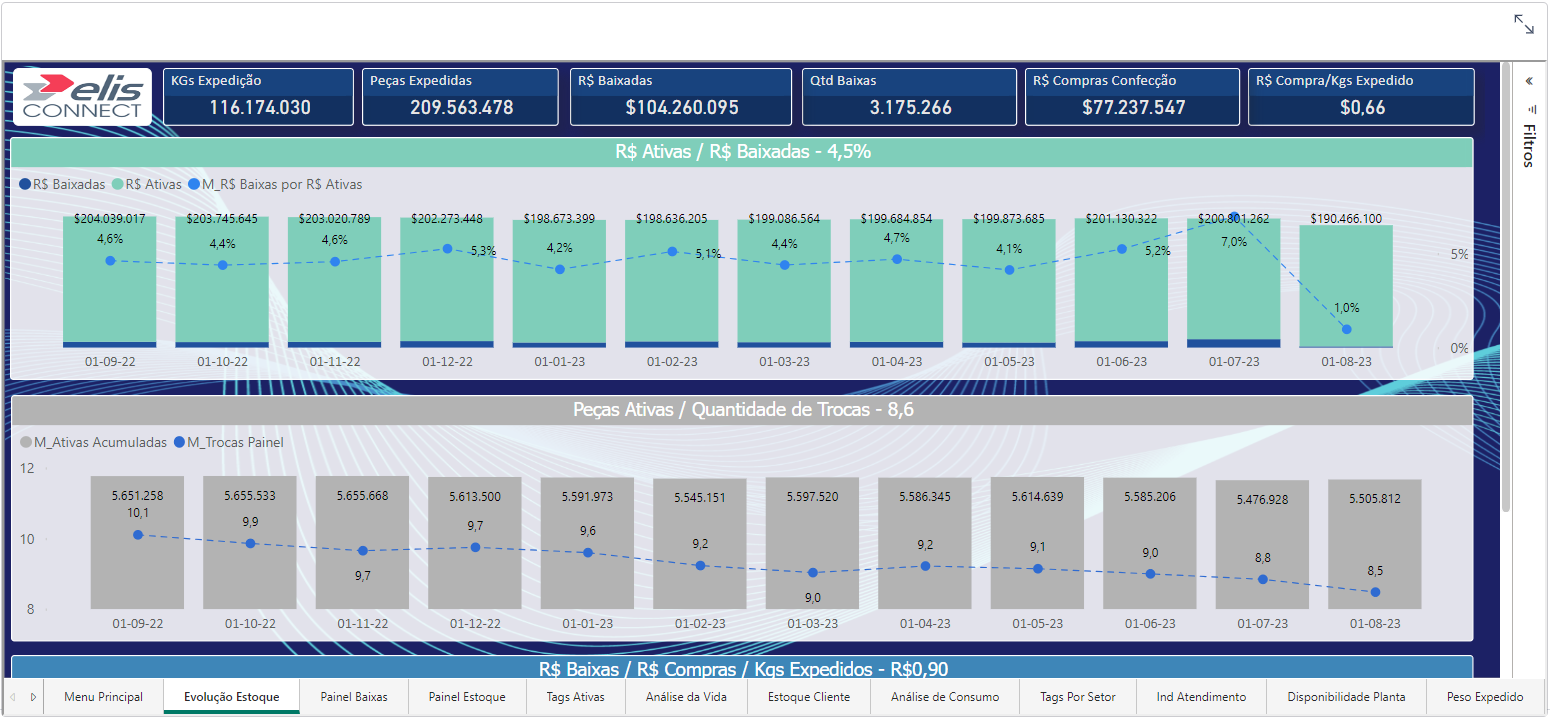 elis
CONNECT
KGs Expedição
116.174.030
Peças Expedidas
209.563.478
R$ Baixadas
$104.260.095
Qtd Baixas
3.175.266
R$ Compras Confecção
$77.237.547
R$ Compra/Kgs Expedido
$0,66
Filtros
R$ Ativas / R$ Baixadas - 4,5%
R$ Baixadas R$ Ativas M_R$ Baixas por R$ Ativas
$204.039.017 $203.745.645 $203.020.789 $202.273.448 $198.673.399 $198.636.205 $199.086.564 $199.684.854 $199.873.685 $201.130.322 $200.801.262 $190.466.100
4,6% 4,4% 4,6% 5,3% 4,2% 5,1% 4,4% 4,7% 4,1% 5,2% 7,0% 1,0%
5%
0%
01-09-22 01-10-22 01-11-22 01-12-22 01-01-23 01-02-23 01-03-23 01-04-23 01-05-23 01-06-23 01-07-23 01-08-23
Peças Ativas / Quantidade de Trocas - 8,6
M_Ativas Acumuladas M_Trocas Painel
12
10
8
5.651.258 5.655.533 5.655.668 5.613.500 5.591.973 5.545.151 5.597.520 5.586.345 5.614.639 5.585.206 5.476.928 5.505.812
10,1 9,9 9,7 9,7 9,6 9,2 9,0 9,2 9,1 9,0 8,8 8,5
01-09-22 01-10-22 01-11-22 01-12-22 01-01-23 01-02-23 01-03-23 01-04-23 01-05-23 01-06-23 01-07-23 01-08-23
R$ Baixas / R$ Compras / Kgs Expedidos - R$0,90
Menu Principal Evolução Estoque Painel Baixas Painel Estoque Tags Ativas Análise da Vida Estoque Cliente Análise de Consumo Tags Por Setor Ind Atendimento Disponibilidade Planta Peso Expedido